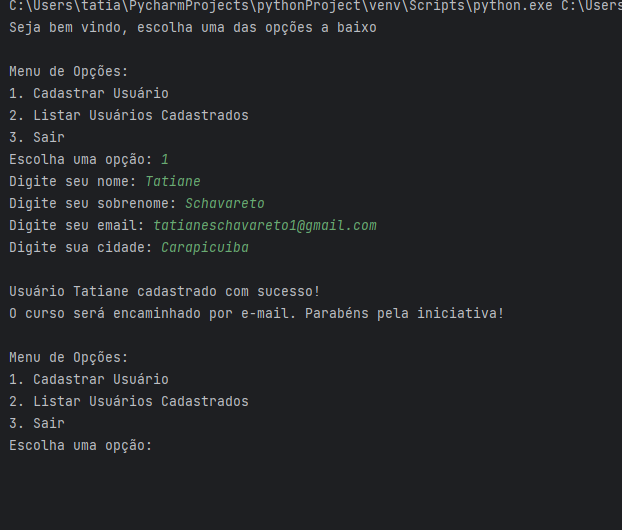 C:\Users\tatia\PycharmProjects\pythonProject\venv\Scripts\python.exe C:\Users
Seja bem vindo, escolha uma das opções a baixo
Menu de Opções:
1. Cadastrar Usuário
2. Listar Usuários Cadastrados
3. Sair
Escolha uma opção: 1
Digite seu nome: Tatiane
Digite seu sobrenome: Schavareto
Digite seu email: tatianeschavareto1@gmail.com
Digite sua cidade: Carapicuiba
Usuário Tatiane cadastrado com sucesso!
O curso será encaminhado por e-mail. Parabéns pela iniciativa!
Menu de Opções:
1. Cadastrar Usuário
2. Listar Usuários Cadastrados
3. Sair
Escolha uma opção: